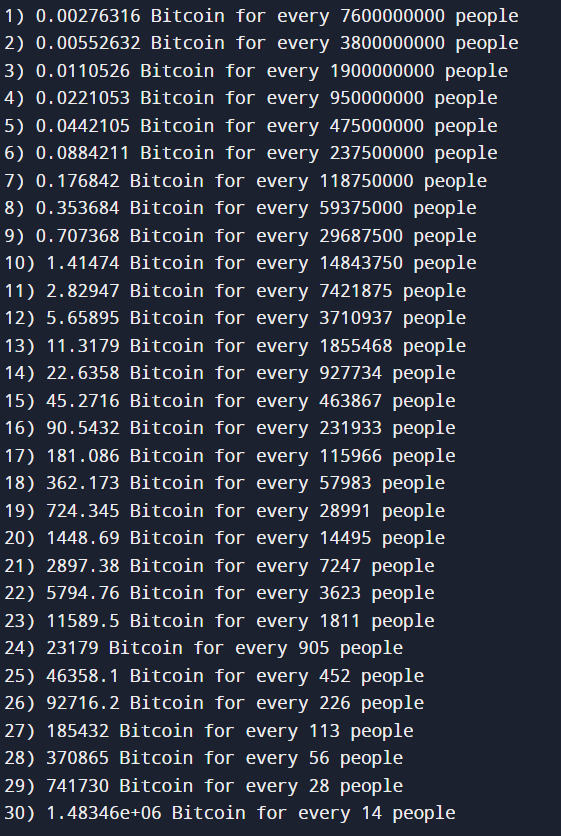 1) 0.00276316 Bitcoin for every 7600000000 people
2) 0.00552632 Bitcoin for every 3800000000 people
3) 0.0110526 Bitcoin for every 1900000000 people
4) 0.0221053 Bitcoin for every 950000000 people
5) 0.0442105 Bitcoin for every 475000000 people
6) 0.0884211 Bitcoin for every 237500000 people
7) 0.176842 Bitcoin for every 118750000 people
8) 0.353684 Bitcoin for every 59375000 people
9) 0.707368 Bitcoin for every 29687500 people
10) 1.41474 Bitcoin for every 14843750 people
11) 2.82947 Bitcoin for every 7421875 people
12) 5.65895 Bitcoin for every 3710937 people
13) 11.3179 Bitcoin for every 1855468 people
14) 22.6358 Bitcoin for every 927734 people
15) 45.2716 Bitcoin for every 463867 people
16) 90.5432 Bitcoin for every 231933 people
17) 181.086 Bitcoin for every 115966 people
18) 362.173 Bitcoin for every 57983 people
19) 724.345 Bitcoin for every 28991 people
20) 1448.69 Bitcoin for every 14495 people
21) 2897.38 Bitcoin for every 7247 people
22) 5794.76 Bitcoin for every 3623 people
23) 11589.5 Bitcoin for every 1811 people
24) 23179 Bitcoin for every 905 people
25) 46358.1 Bitcoin for every 452 people
26) 92716.2 Bitcoin for every 226 people
27) 185432 Bitcoin for every 113 people
28) 370865 Bitcoin for every 56 people
29) 741730 Bitcoin for every 28 people
30) 1.48346e+06 Bitcoin for every 14 people